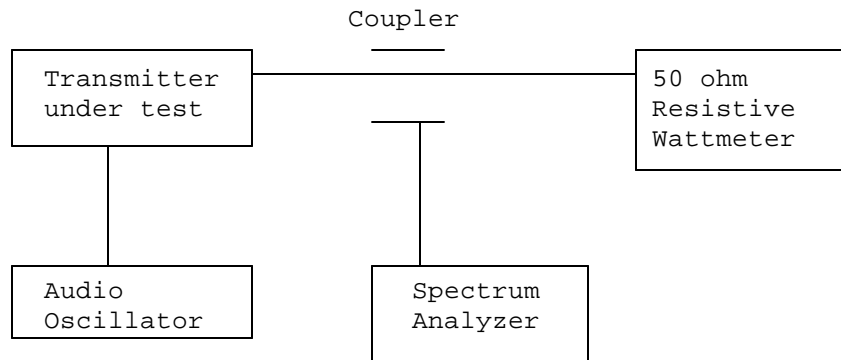 Coupler
Transmitter
under test
50 ohm
Resistive
Wattmeter
Audio
Oscillator
Spectrum
Analyzer